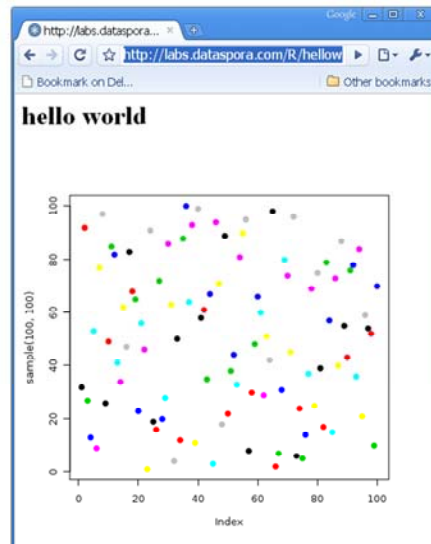 Google
http://labs.dataspora.c
http://labs.dataspora.com/R/hellow
Bookmark on Del...
Other bookmarks
hello world
sample(100, 100)
100
80
60
40
20
0
0 20 40 60 80 100
Index